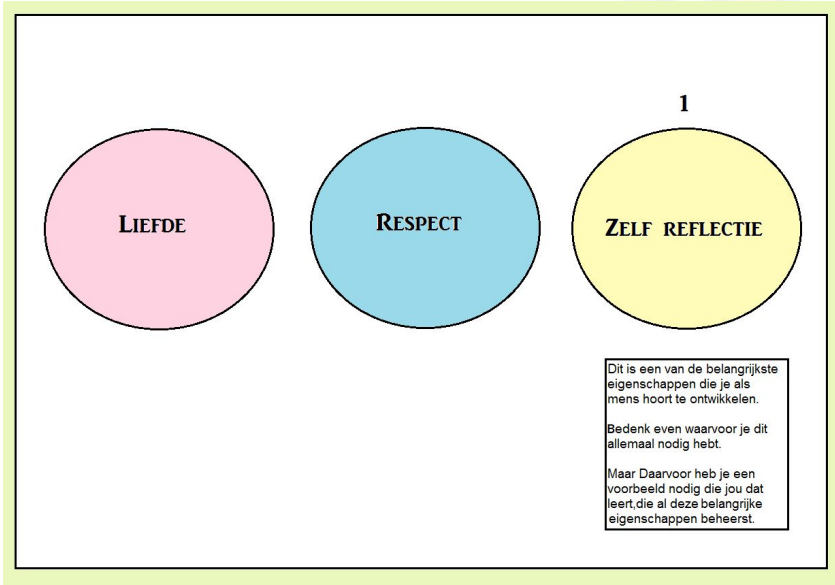 1
Liefde
Respect
Zelf reflectie
Dit is een van de belangrijkste
eigenschappen die je als
mens hoort te ontwikkelen.
Bedenk even waarvoor je dit
allemaal nodig hebt.
Maar Daarvoor heb je een
voorbeeld nodig die jou dat
leert,die al deze belangrijke
eigenschappen beheerst.